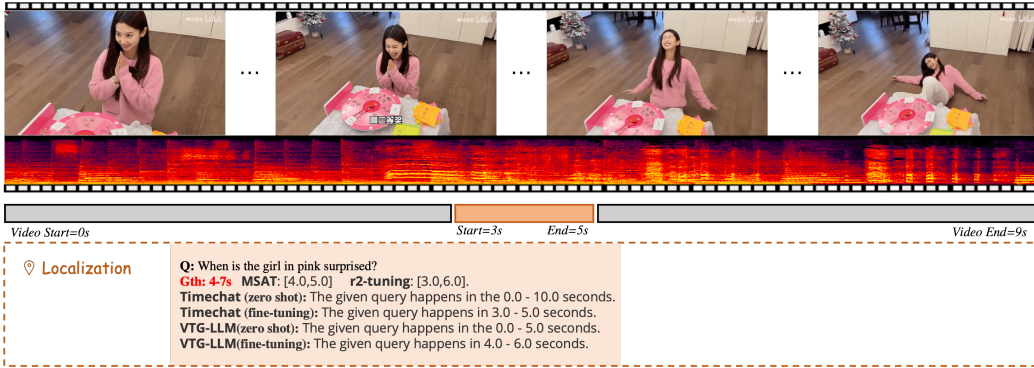 Video Start=0s
Start=3s
End=5s
Video End=9s
Localization
Q: When is the girl in pink surprised?
Gth: 4-7s MSAT: [4.0,5.0] r2-tuning: [3.0,6.0].
Timechat (zero shot): The given query happens in the 0.0 - 10.0 seconds.
Timechat (fine-tuning): The given query happens in 3.0 - 5.0 seconds.
VTG-LLM(zero shot): The given query happens in the 0.0 - 5.0 seconds.
VTG-LLM(fine-tuning): The given query happens in 4.0 - 6.0 seconds.